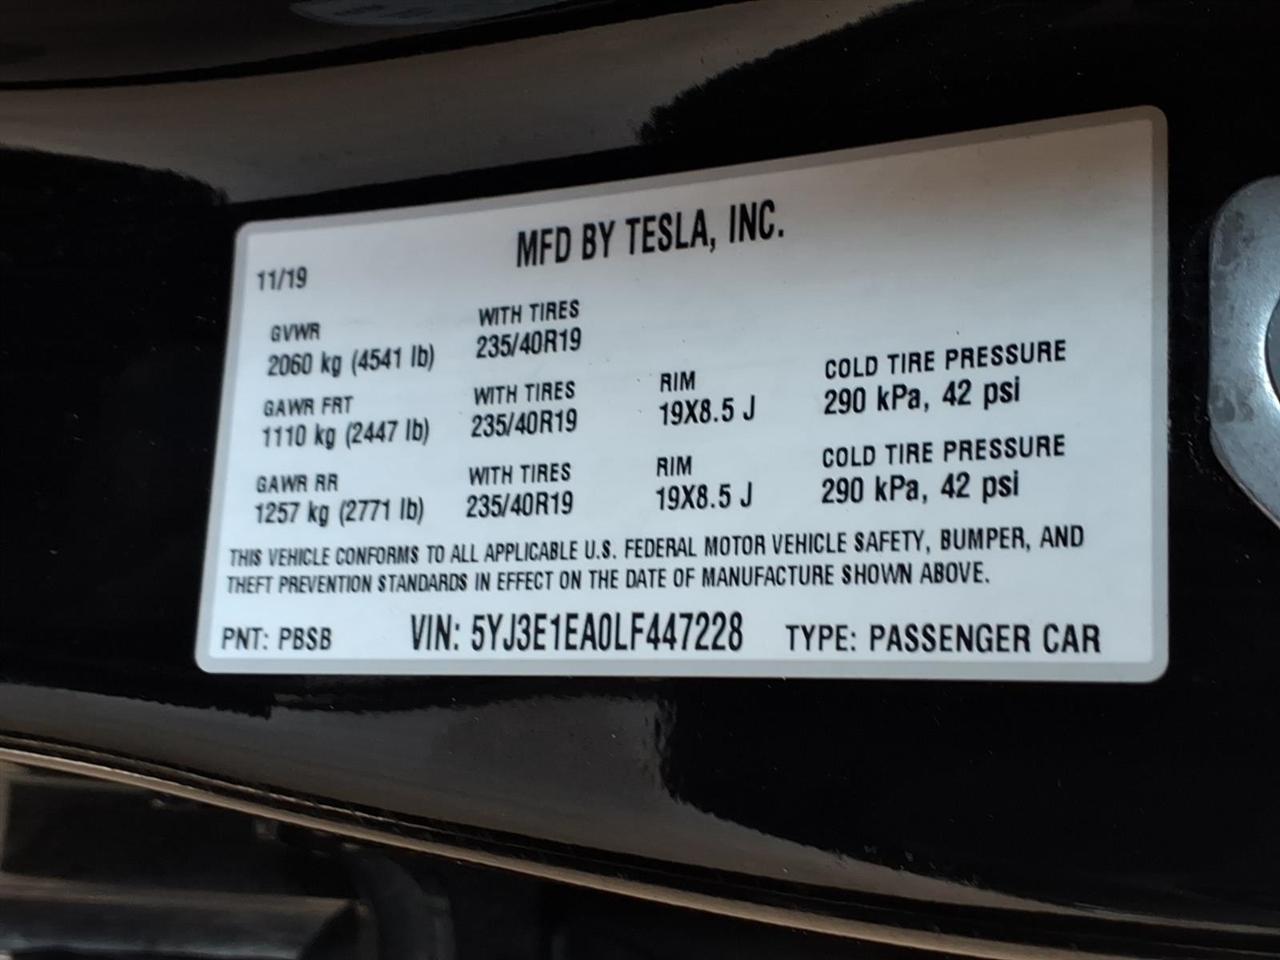 MFD BY TESLA, INC.
11/19
GVWR WITH TIRES
2060 kg (4541 lb) 235/40R19
GAWR FRT WITH TIRES RIM COLD TIRE PRESSURE
1110 kg (2447 lb) 235/40R19 19X8.5 J 290 kPa, 42 psi
GAWR RR WITH TIRES RIM COLD TIRE PRESSURE
1257 kg (2771 lb) 235/40R19 19X8.5 J 290 kPa, 42 psi
THIS VEHICLE CONFORMS TO ALL APPLICABLE U.S. FEDERAL MOTOR VEHICLE SAFETY, BUMPER, AND
THEFT PREVENTION STANDARDS IN EFFECT ON THE DATE OF MANUFACTURE SHOWN ABOVE.
PNT: PBSB VIN: 5YJ3E1EA0LF447228 TYPE: PASSENGER CAR